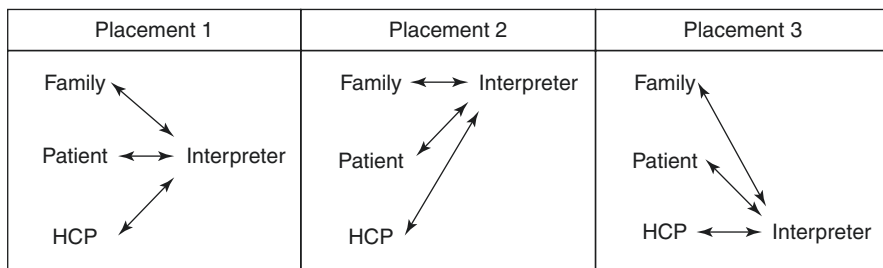 Placement 1
Placement 2
Placement 3
Family
Patient
Interpreter
HCP
Family
Interpreter
Patient
HCP
Family
Patient
HCP
Interpreter